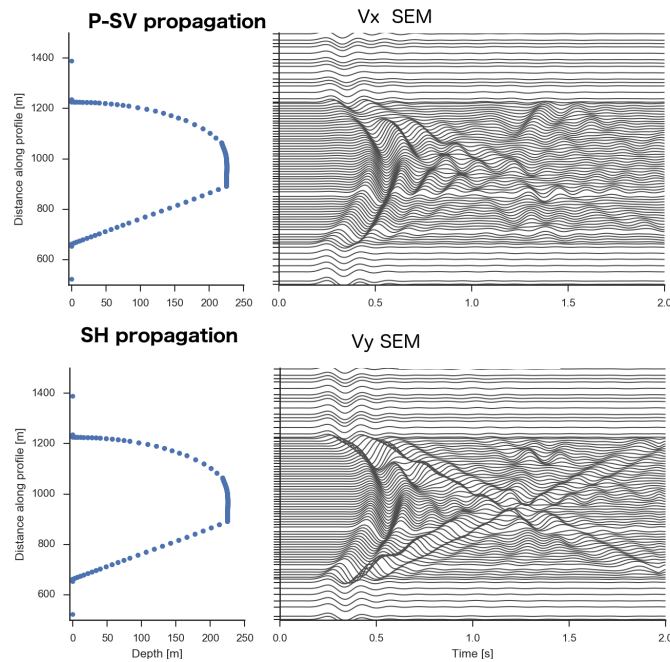 P-SV propagation
Vx SEM
Distance along profile [m]
1400
1200
1000
800
600
0 50 100 150 200 250
0.0 0.5 1.0 1.5 2.0
SH propagation
Vy SEM
Distance along profile [m]
1400
1200
1000
800
600
0 50 100 150 200 250
0.0 0.5 1.0 1.5 2.0
Depth [m]
Time [s]